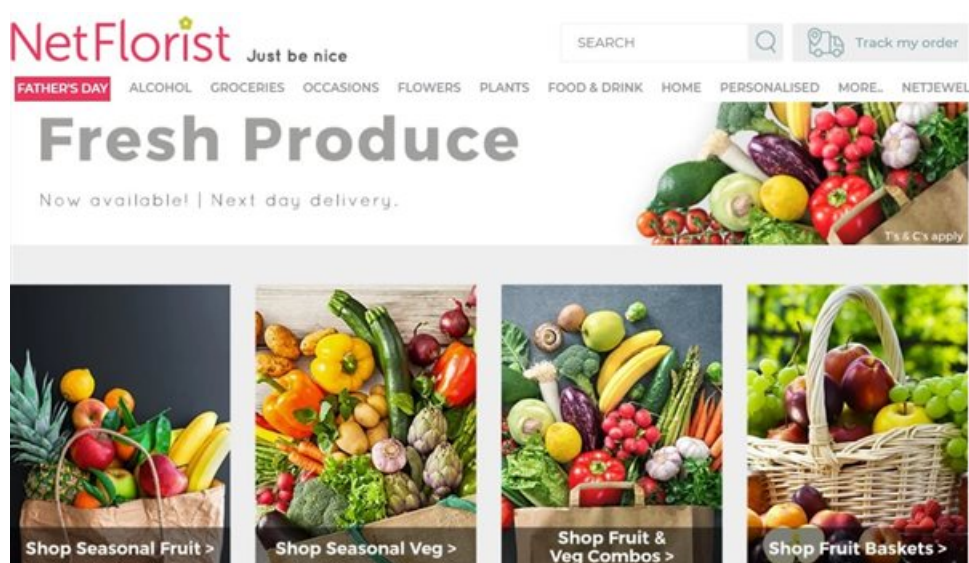 NetFlorist Just be nice
SEARCH
Track my order
FATHER'S DAY ALCOHOL GROCERIES OCCASIONS FLOWERS PLANTS FOOD & DRINK HOME PERSONALISED MORE.. NETJEWEL
Fresh Produce
Now available! | Next day delivery.
T's & C's apply
Shop Seasonal Fruit >
Shop Seasonal Veg >
Shop Fruit &
Veg Combos >
Shop Fruit Baskets >